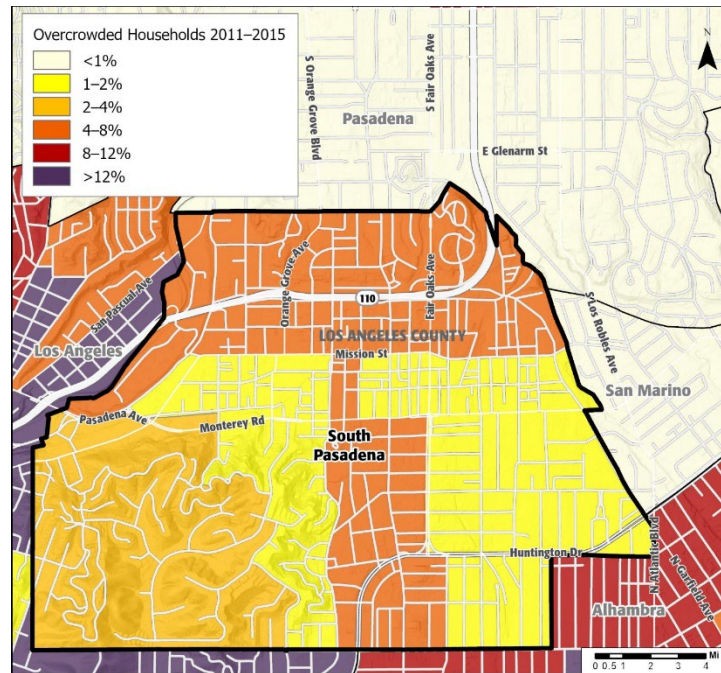 Overcrowded Households 2011–2015
<1%
1–2%
2–4%
4–8%
8–12%
>12%
N
S Orange Grove Blvd
S Fair Oaks Ave
Pasadena
E Glenarm St
San Pascual Ave
Orange Grove Ave
Fair Oaks Ave
110
S Los Robles Ave
Los Angeles
LOS ANGELES COUNTY
Mission St
San Marino
Pasadena Ave
Monterey Rd
South
Pasadena
Huntington Dr
N Atlantic Blvd
N Garfield Ave
Alhambra
Mi
0 0.5 1 2 3 4